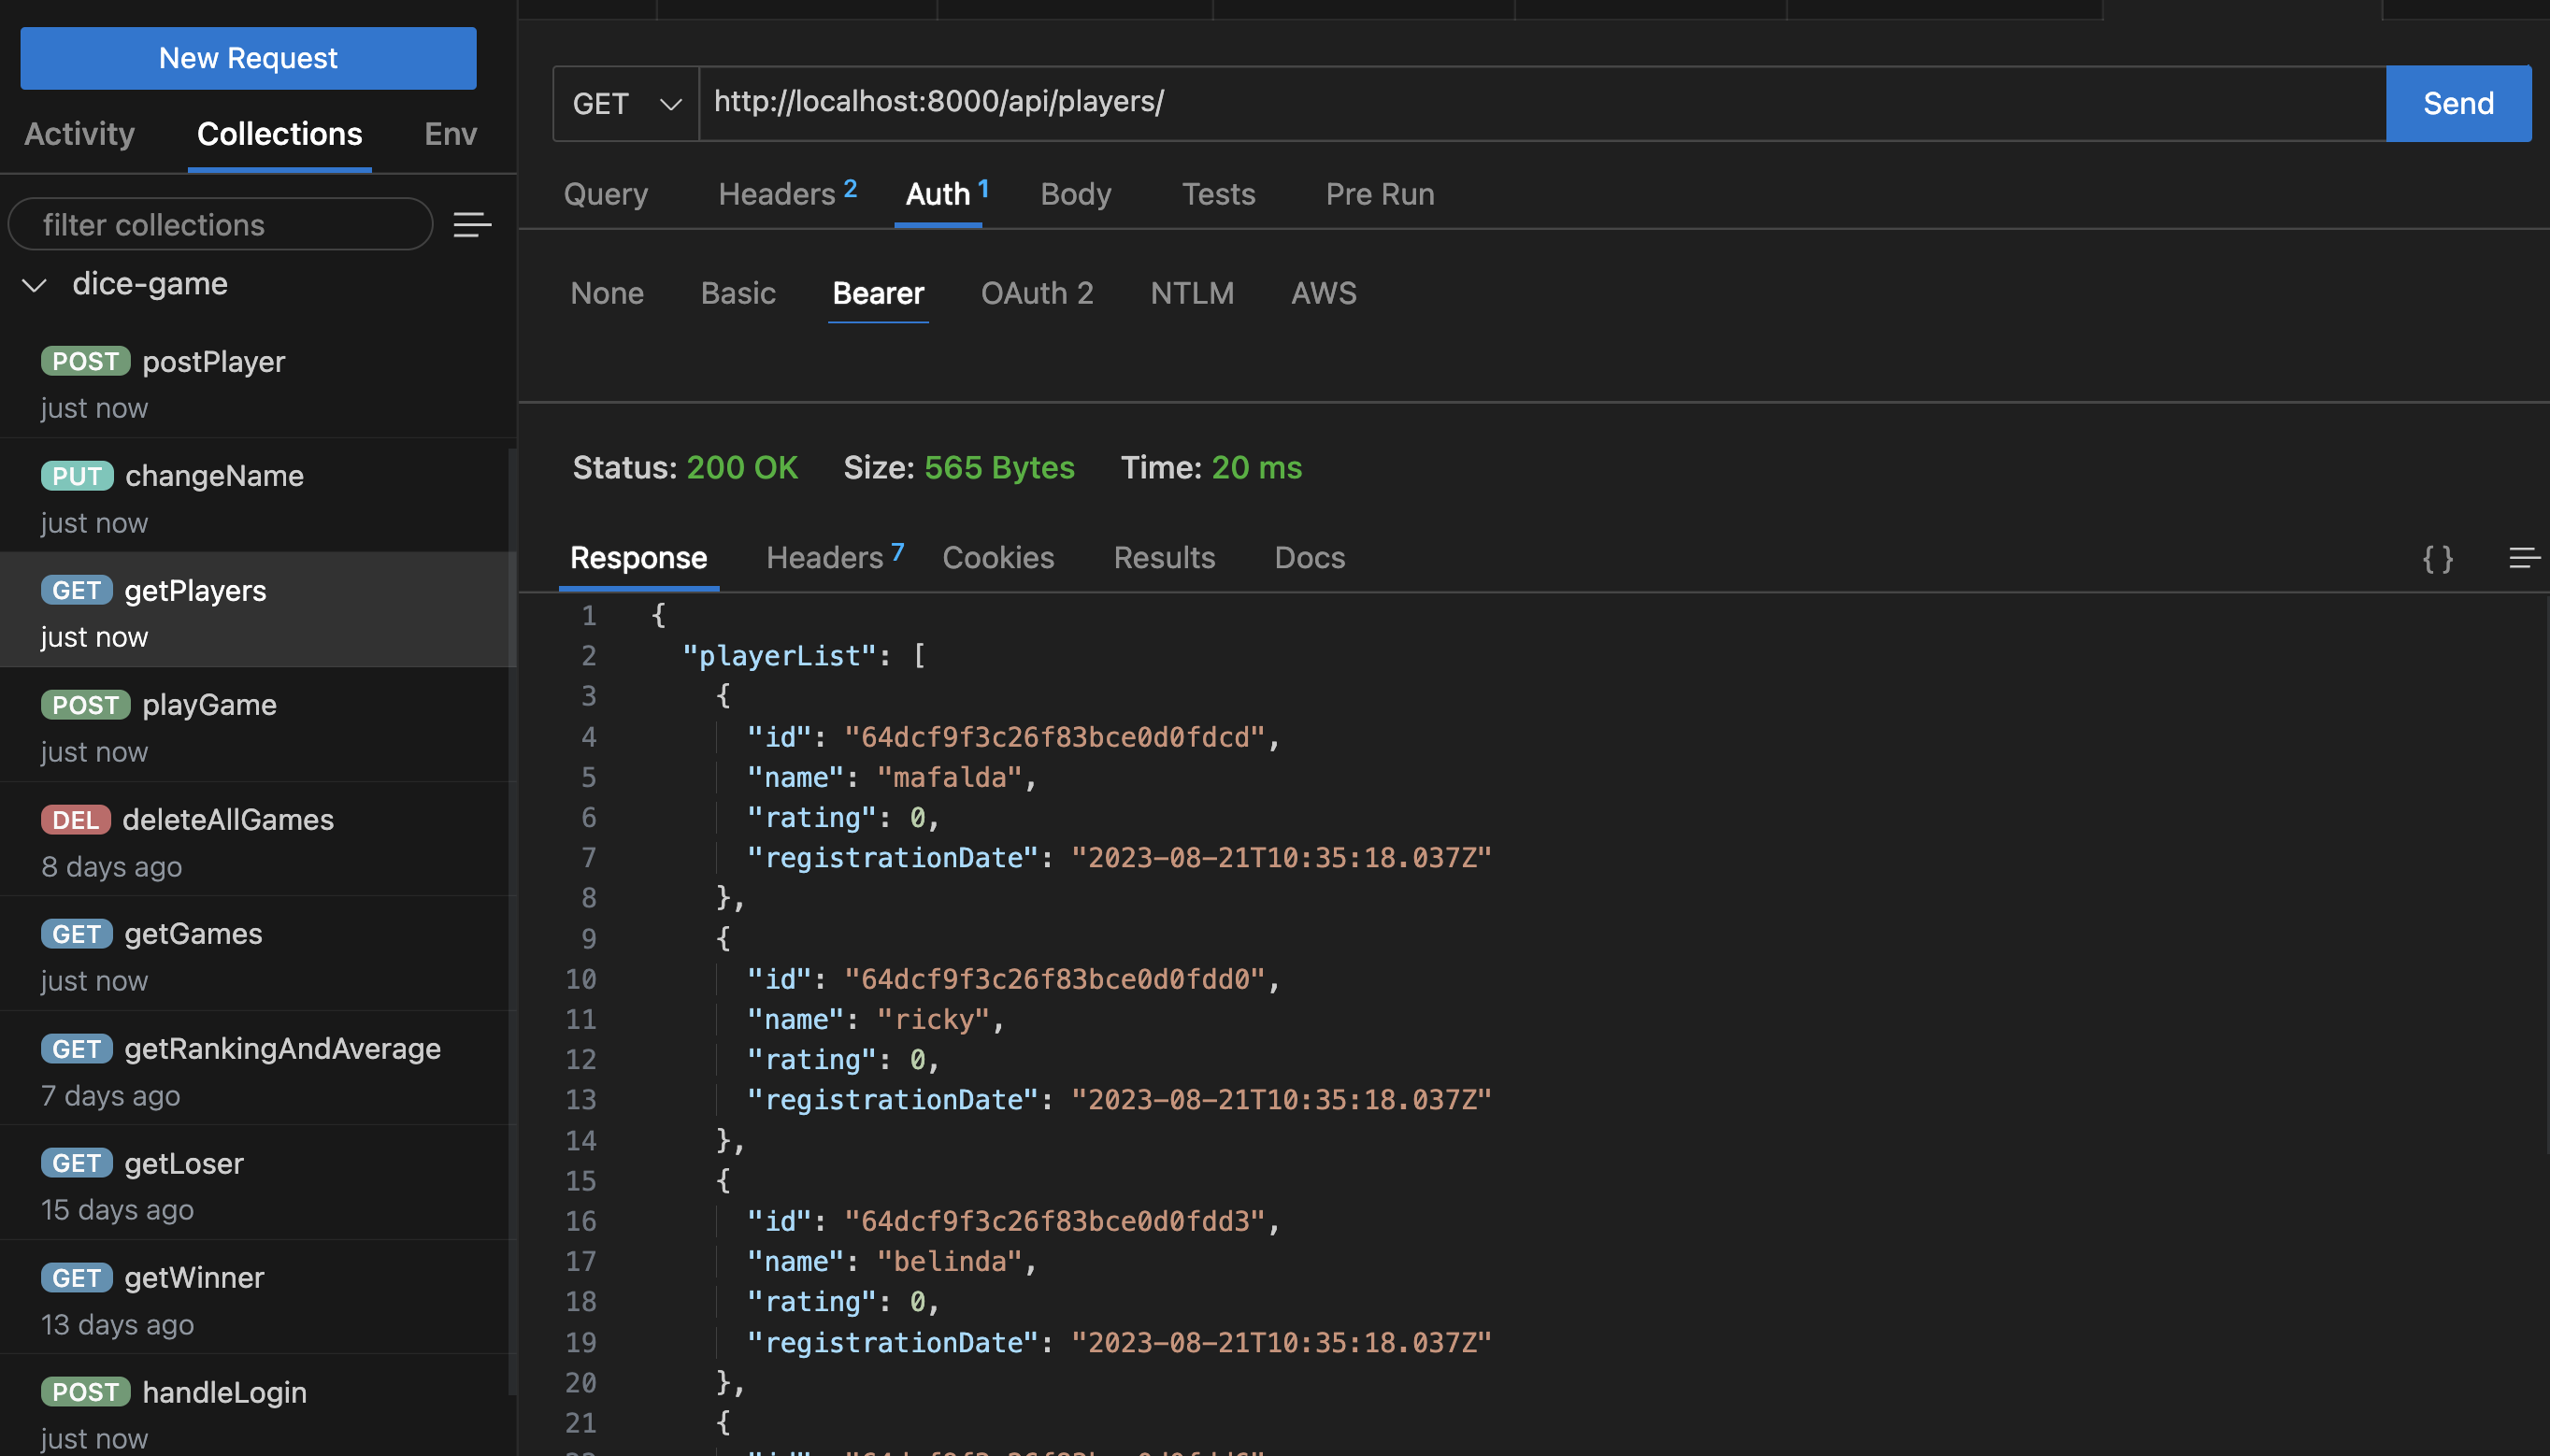 New Request
Activity Collections Env
filter collections
dice-game
POST postPlayer
just now
PUT changeName
just now
GET getPlayers
just now
POST playGame
just now
DEL deleteAllGames
8 days ago
GET getGames
just now
GET getRankingAndAverage
7 days ago
GET getLoser
15 days ago
GET getWinner
13 days ago
POST handleLogin
just now
GET http://localhost:8000/api/players/ Send
Query Headers 2 Auth 1 Body Tests Pre Run
None Basic Bearer OAuth 2 NTLM AWS
Status: 200 OK Size: 565 Bytes Time: 20 ms
Response Headers 7 Cookies Results Docs {}
1 {
2 "playerList": [
3 {
4 "id": "64dcf9f3c26f83bce0d0fdcd",
5 "name": "mafalda",
6 "rating": 0,
7 "registrationDate": "2023-08-21T10:35:18.037Z"
8 },
9 {
10 "id": "64dcf9f3c26f83bce0d0fdd0",
11 "name": "ricky",
12 "rating": 0,
13 "registrationDate": "2023-08-21T10:35:18.037Z"
14 },
15 {
16 "id": "64dcf9f3c26f83bce0d0fdd3",
17 "name": "belinda",
18 "rating": 0,
19 "registrationDate": "2023-08-21T10:35:18.037Z"
20 },
21 {